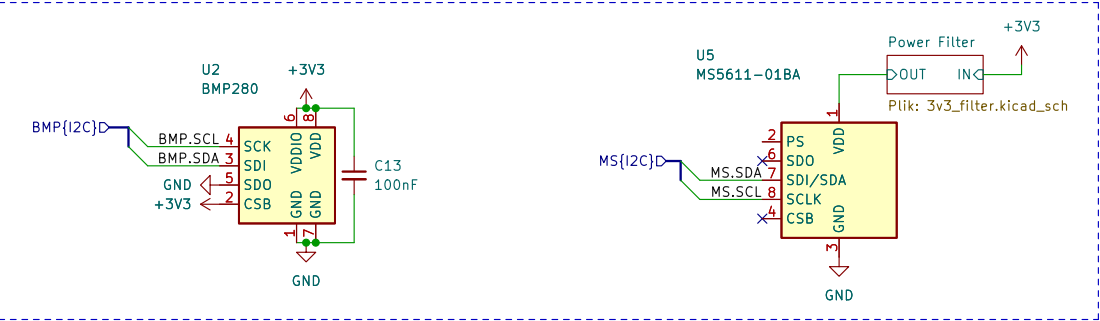 U2
BMP280
+3V3
BMP{I2C}
BMP.SCL
BMP.SDA
GND
+3V3
4
3
5
2
6
8
SCK
SDI
SDO
CSB
VDDIO
VDD
GND
GND
1
7
GND
C13
100nF
U5
MS5611-01BA
Power Filter
OUT
IN
Plik: 3v3_filter.kicad_sch
+3V3
MS{I2C}
MS.SDA
MS.SCL
1
2
6
7
8
4
PS
SDO
SDI/SDA
SCLK
CSB
VDD
GND
3
GND